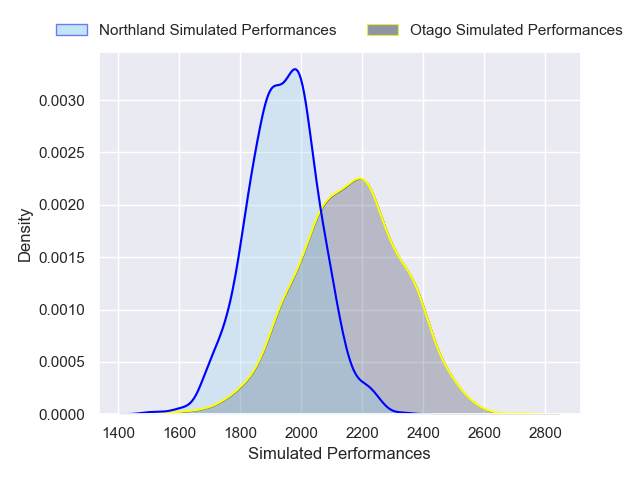 Northland Simulated Performances Otago Simulated Performances
0.0030
0.0025
0.0020
0.0015
0.0010
0.0005
0.0000
Density
1400 1600 1800 2000 2200 2400 2600 2800
Simulated Performances